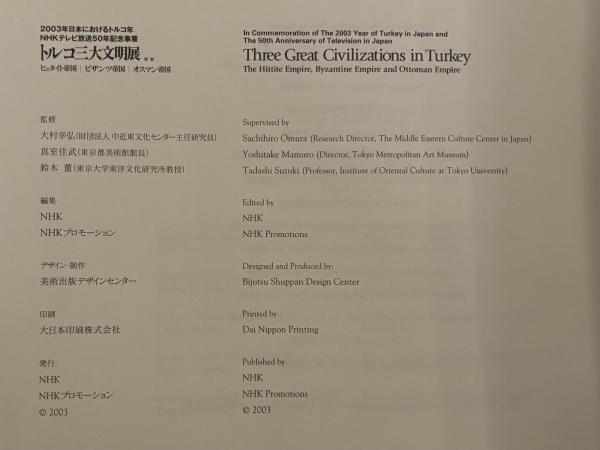 2003年日本におけるトルコ年
NHKテレビ放送50年記念事業
トルコ三大文明展
ヒッタイト帝国|ビザンツ帝国|オスマン帝国
監修
大村幸弘(財団法人 中近東文化センター主任研究員)
真室佳武(東京都美術館館長)
鈴木 董(東京大学東洋文化研究所教授)
編集
NHK
NHKプロモーション
デザイン・制作
美術出版デザインセンター
印刷
大日本印刷株式会社
発行
NHK
NHKプロモーション
© 2003
In Commemoration of The 2003 Year of Turkey in Japan and
The 50th Anniversary of Television in Japan
Three Great Civilizations in Turkey
The Hittite Empire, Byzantine Empire and Ottoman Empire
Supervised by
Sachihiro Omura (Research Director, The Middle Eastern Culture Center in Japan)
Yoshitake Mamuro (Director, Tokyo Metropolitan Art Museum)
Tadashi Suzuki (Professor, Institute of Oriental Culture at Tokyo University)
Edited by
NHK
NHK Promotions
Designed and Produced by:
Bijutsu Shuppan Design Center
Printed by
Dai Nippon Printing
Published by
NHK
NHK Promotions
© 2003